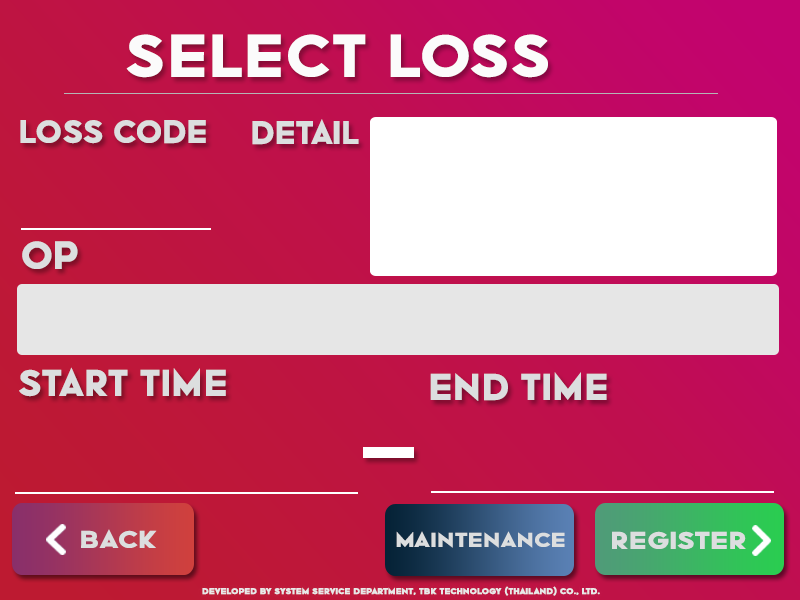 SELECT LOSS
LOSS CODE
DETAIL
OP
START TIME
END TIME
BACK
MAINTENANCE
REGISTER
DEVELOPED BY SYSTEM SERVICE DEPARTMENT, TBK TECHNOLOGY (THAILAND) CO., LTD.